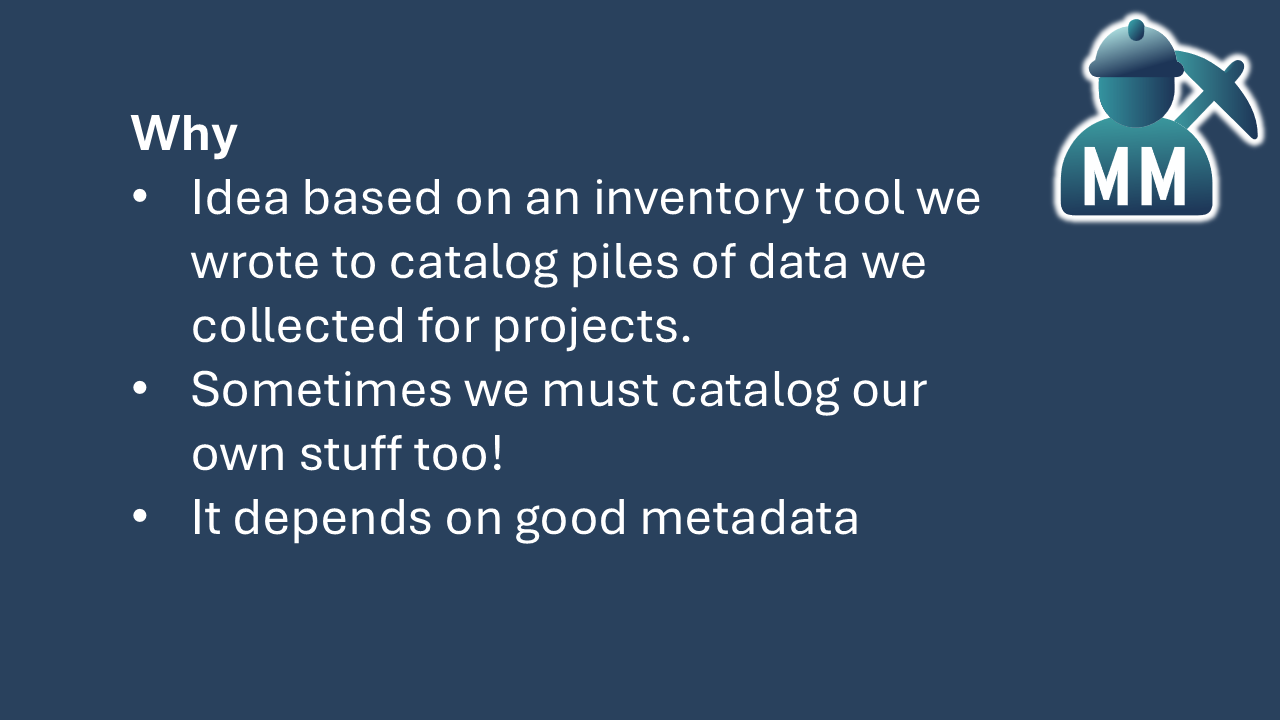 Why
• Idea based on an inventory tool we
wrote to catalog piles of data we
collected for projects.
• Sometimes we must catalog our
own stuff too!
• It depends on good metadata
MM